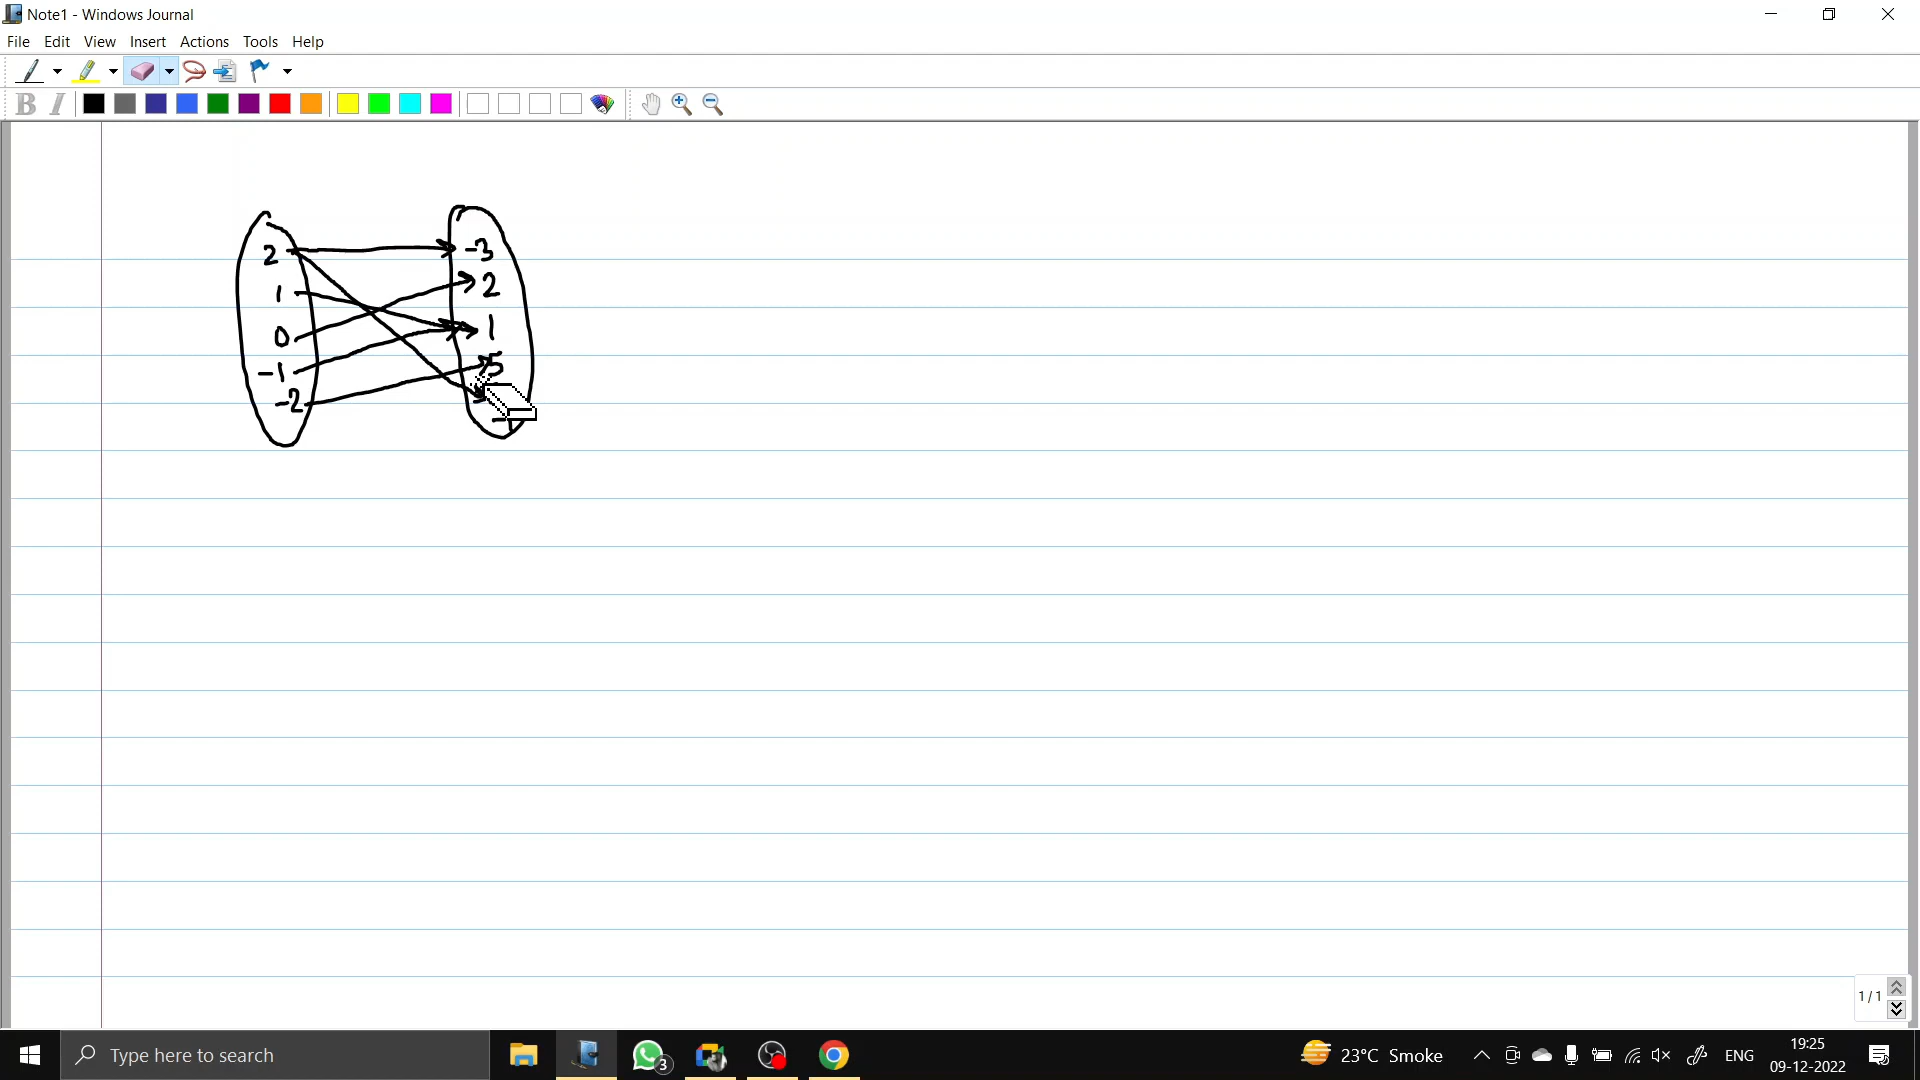 Note1 - Windows Journal
File Edit View Insert Actions Tools Help
B I
2 -3
1 2
0 1
-1 5
-2
1 / 1
Type here to search
3
23°C Smoke
ENG
19:25
09-12-2022